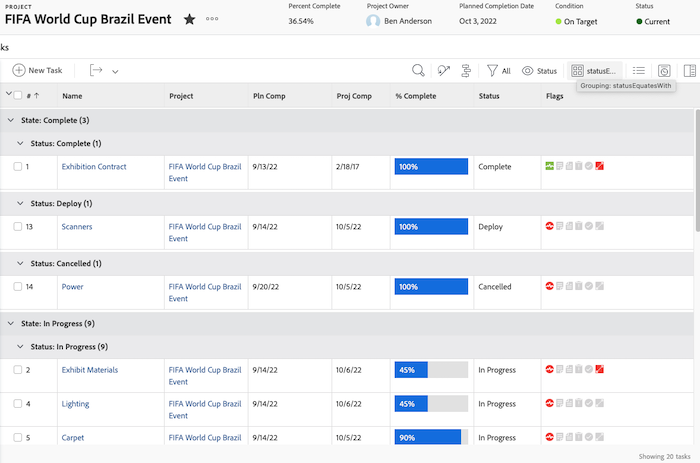 PROJECT
FIFA World Cup Brazil Event
Percent Complete
36.54%
Project Owner
Ben Anderson
Planned Completion Date
Oct 3, 2022
Condition
On Target
Status
Current
ks
New Task
All
Status
statusE...
Grouping: statusEquatesWith
# Name Project Pln Comp Proj Comp % Complete Status Flags
State: Complete (3)
Status: Complete (1)
1 Exhibition Contract FIFA World Cup Brazil 9/13/22 2/18/17 100% Complete
Event
Status: Deploy (1)
13 Scanners FIFA World Cup Brazil 9/14/22 10/5/22 100% Deploy
Event
Status: Cancelled (1)
14 Power FIFA World Cup Brazil 9/20/22 10/5/22 100% Cancelled
Event
State: In Progress (9)
Status: In Progress (9)
2 Exhibit Materials FIFA World Cup Brazil 9/14/22 10/6/22 45% In Progress
Event
4 Lighting FIFA World Cup Brazil 9/14/22 10/6/22 45% In Progress
Event
5 Carpet FIFA World Cup Brazil 9/14/22 10/5/22 90% In Progress
Showing 20 tasks